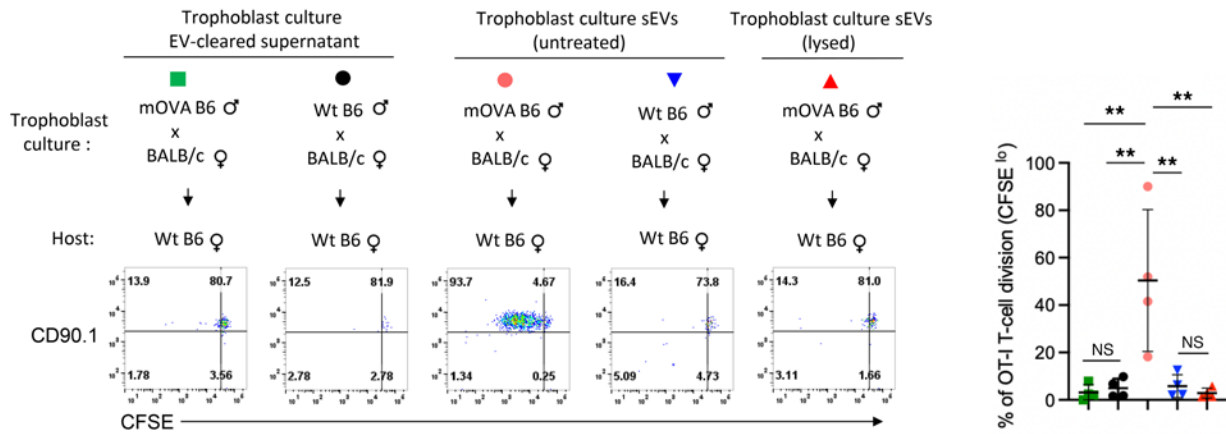 Trophoblast culture
EV-cleared supernatant
Trophoblast culture sEVs
(untreated)
Trophoblast culture sEVs
(lysed)
Trophoblast
culture :
mOVA B6 ♂
x
BALB/c ♀
Wt B6 ♂
x
BALB/c ♀
mOVA B6 ♂
x
BALB/c ♀
Wt B6 ♂
x
BALB/c ♀
mOVA B6 ♂
x
BALB/c ♀
Host: Wt B6 ♀ Wt B6 ♀ Wt B6 ♀ Wt B6 ♀ Wt B6 ♀
CD90.1
13.9 80.7
1.78 3.56
12.5 81.9
2.78 2.78
93.7 4.67
1.34 0.25
16.4 73.8
5.09 4.73
14.3 81.0
3.11 1.66
CFSE
% of OT-I T-cell division (CFSE lo)
100
80
60
40
20
0
**
**
**
**
NS
NS